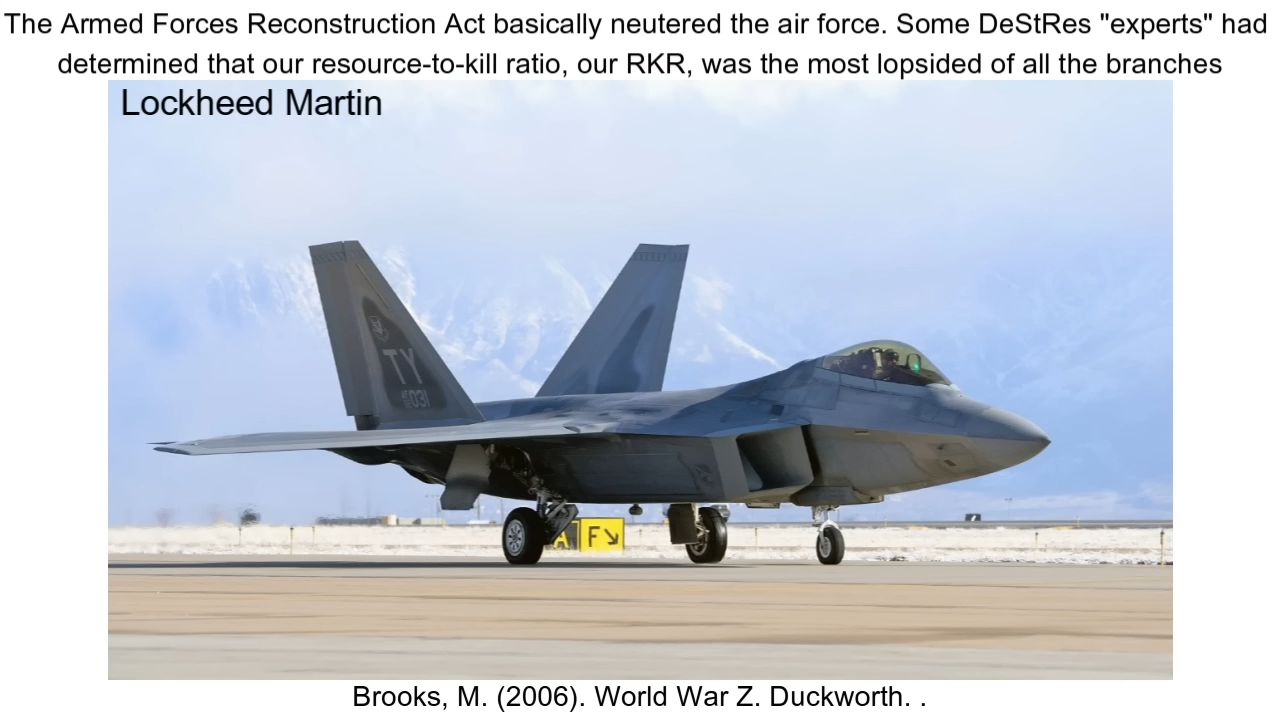 The Armed Forces Reconstruction Act basically neutered the air force. Some DeStRes "experts" had
determined that our resource-to-kill ratio, our RKR, was the most lopsided of all the branches
Lockheed Martin
TY
031
F↘
Brooks, M. (2006). World War Z. Duckworth. .